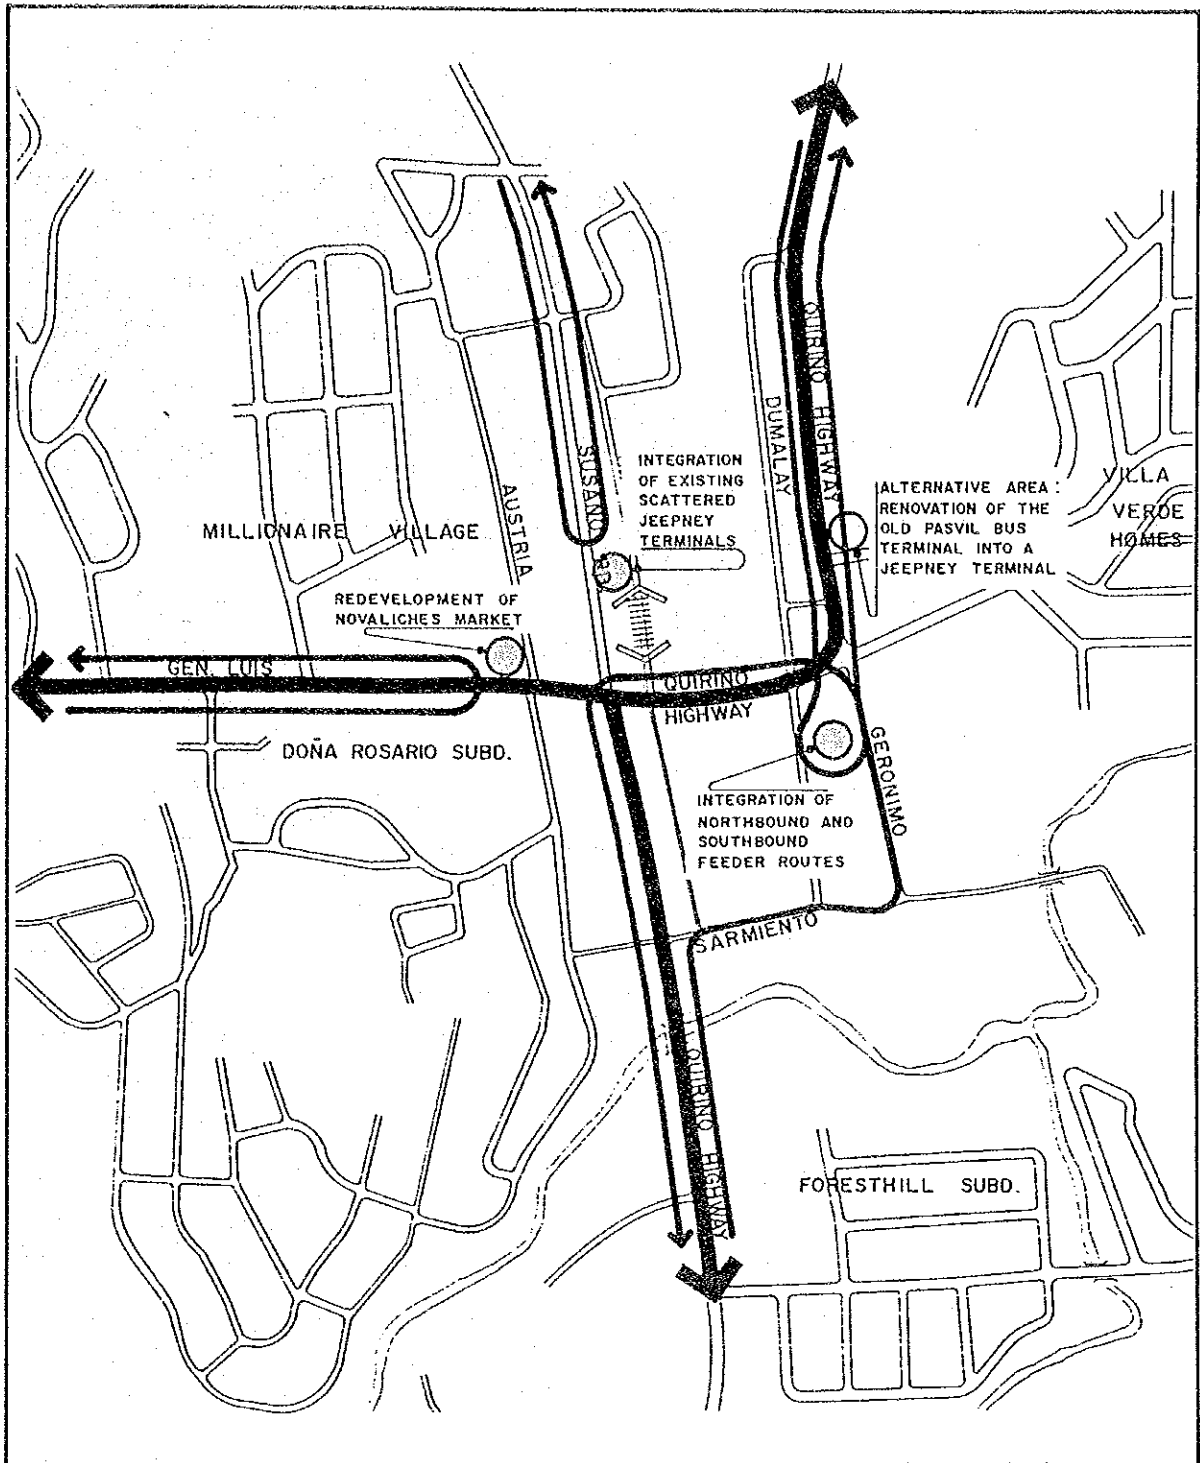 QUIRINO HIGHWAY
DUMALAY
SUSANO RD.
INTEGRATION
OF EXISTING
SCATTERED
JEEPNEY
TERMINALS
AUSTRIA
ALTERNATIVE AREA:
RENOVATION OF THE
OLD PASVIL BUS
TERMINAL INTO A
JEEPNEY TERMINAL
VILLA
VERDE
HOMES
MILLIONAIRE VILLAGE
REDEVELOPMENT OF
NOVALICHES MARKET
GEN. LUIS
QUIRINO
HIGHWAY
DOÑA ROSARIO SUBD.
GERONIMO
INTEGRATION OF
NORTHBOUND AND
SOUTHBOUND
FEEDER ROUTES
SARMIENTO
QUIRINO HIGHWAY
FORESTHILL SUBD.